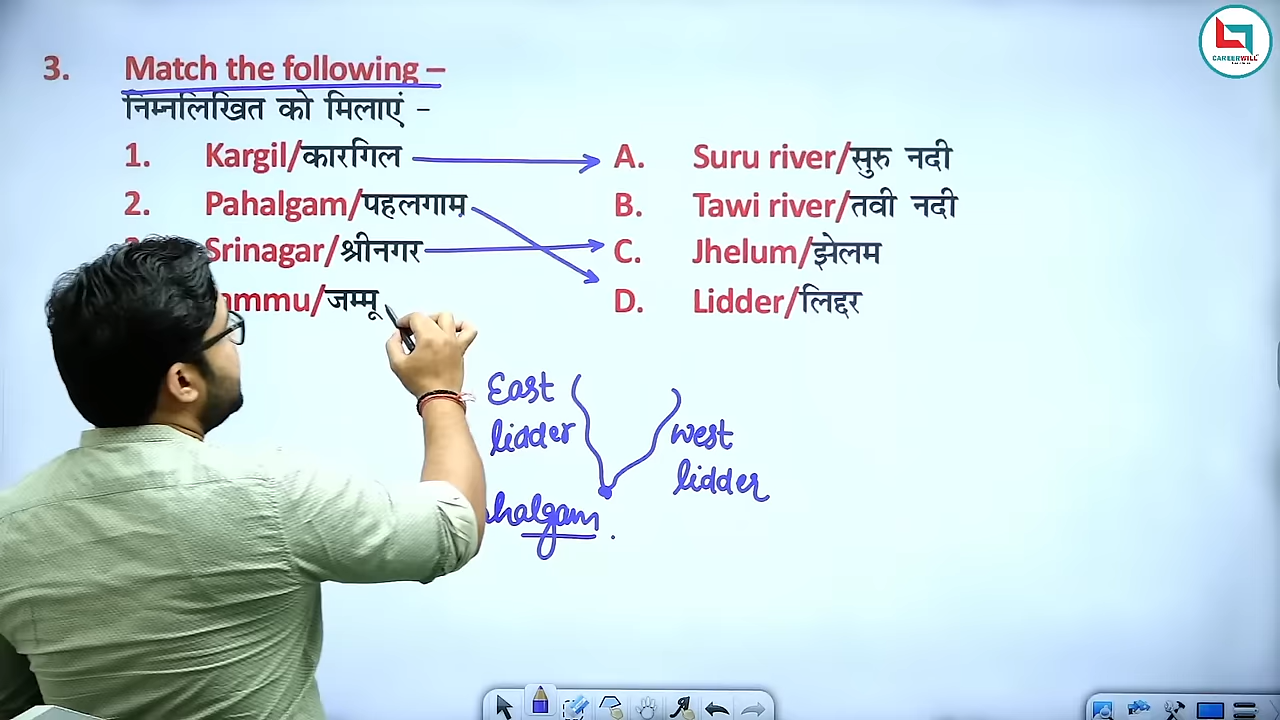 CAREERWILL
3. Match the following –
निम्नलिखित को मिलाएं –
1. Kargil/कारगिल A. Suru river/सुरु नदी
2. Pahalgam/पहलगाम B. Tawi river/तवी नदी
Srinagar/श्रीनगर C. Jhelum/झेलम
ammu/जम्मू D. Lidder/लिद्दर
East
lidder
west
lidder
halgam